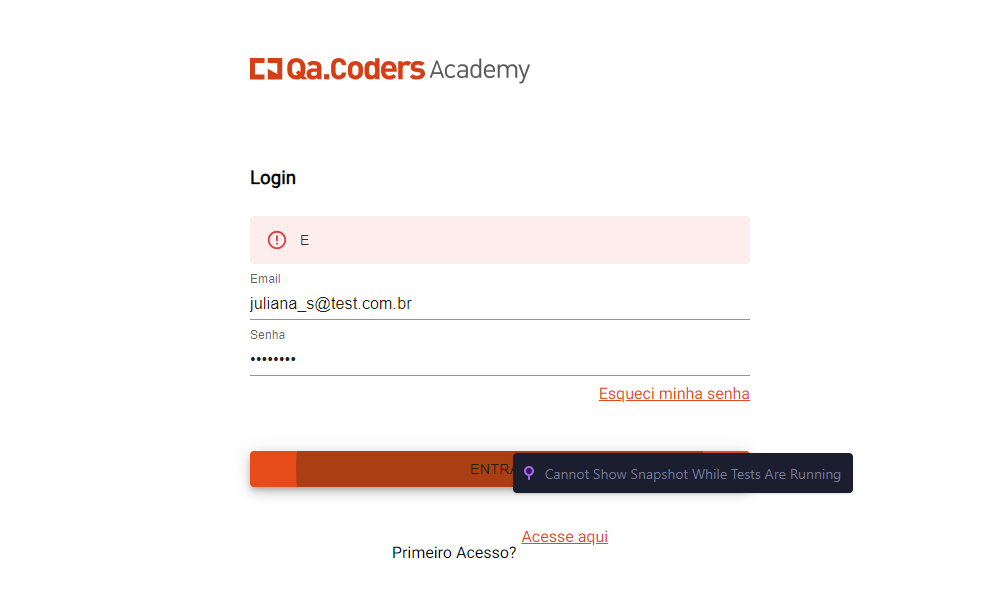 Qa.Coders Academy
Login
E
Email
juliana_s@test.com.br
Senha
••••••••
Esqueci minha senha
ENTRA
Cannot Show Snapshot While Tests Are Running
Acesse aqui
Primeiro Acesso?